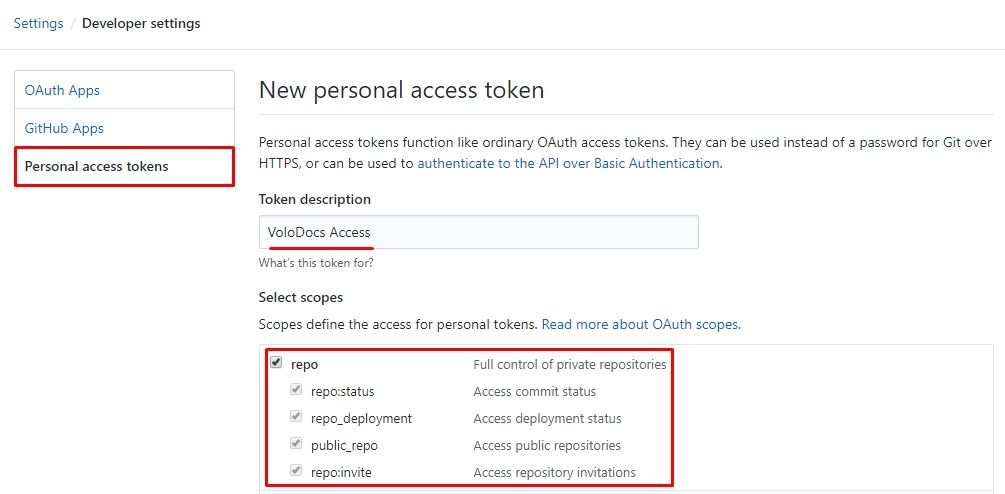 Settings / Developer settings
OAuth Apps
GitHub Apps
Personal access tokens
New personal access token
Personal access tokens function like ordinary OAuth access tokens. They can be used instead of a password for Git over
HTTPS, or can be used to authenticate to the API over Basic Authentication.
Token description
VoloDocs Access
What's this token for?
Select scopes
Scopes define the access for personal tokens. Read more about OAuth scopes.
repo Full control of private repositories
repo:status Access commit status
repo_deployment Access deployment status
public_repo Access public repositories
repo:invite Access repository invitations